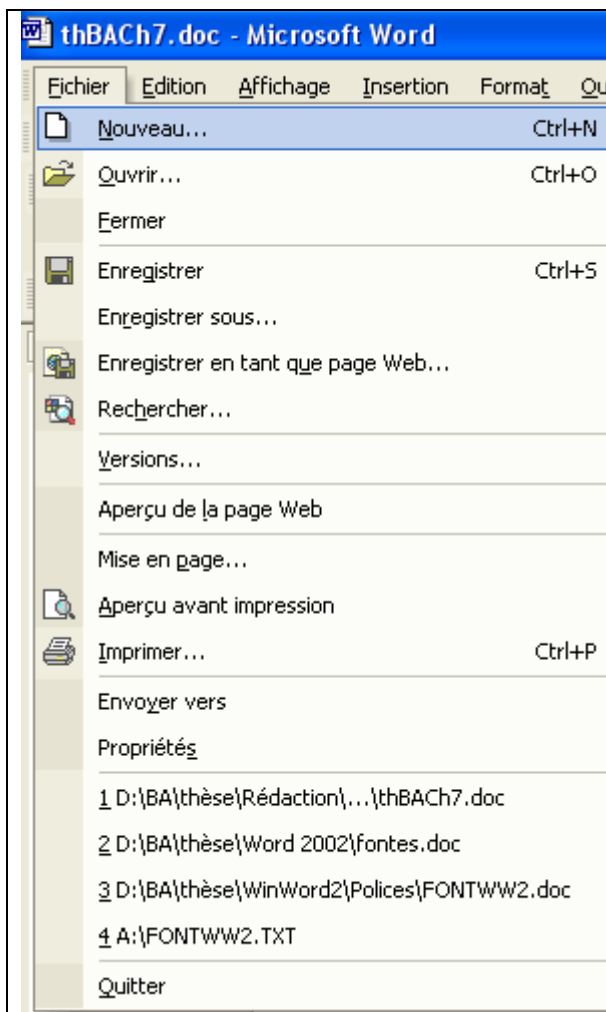 thBACh7.doc - Microsoft Word
Fichier Edition Affichage Insertion Format Ou
Nouveau... Ctrl+N
Ouvrir... Ctrl+O
Fermer
Enregistrer Ctrl+S
Enregistrer sous...
Enregistrer en tant que page Web...
Rechercher...
Versions...
Aperçu de la page Web
Mise en page...
Aperçu avant impression
Imprimer... Ctrl+P
Envoyer vers
Propriétés
1 D:\BA\thèse\Rédaction\...\thBACh7.doc
2 D:\BA\thèse\Word 2002\fontes.doc
3 D:\BA\thèse\WinWord2\Polices\FONTWW2.doc
4 A:\FONTWW2.TXT
Quitter